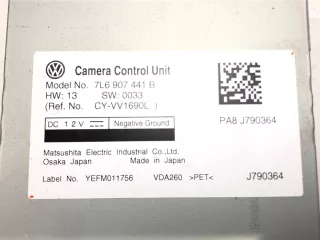 Camera Control Unit
Model No. 7L6 907 441 B
HW: 13 SW: 0033
(Ref. No. CY-VV1690L )
PA8 J790364
DC 12V Negative Ground
Matsushita Electric Industrial Co.,Ltd.
Osaka Japan Made in Japan
Label No. YEFM011756 VDA260 >PET< J790364